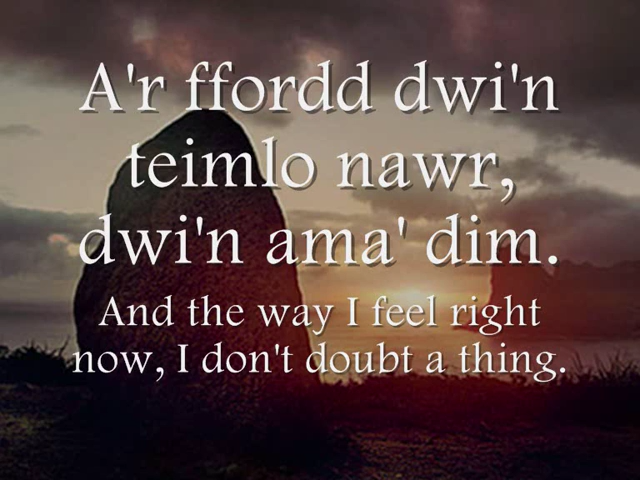 A'r ffordd dwi'n
teimlo nawr,
dwi'n ama' dim.
And the way I feel right
now, I don't doubt a thing.